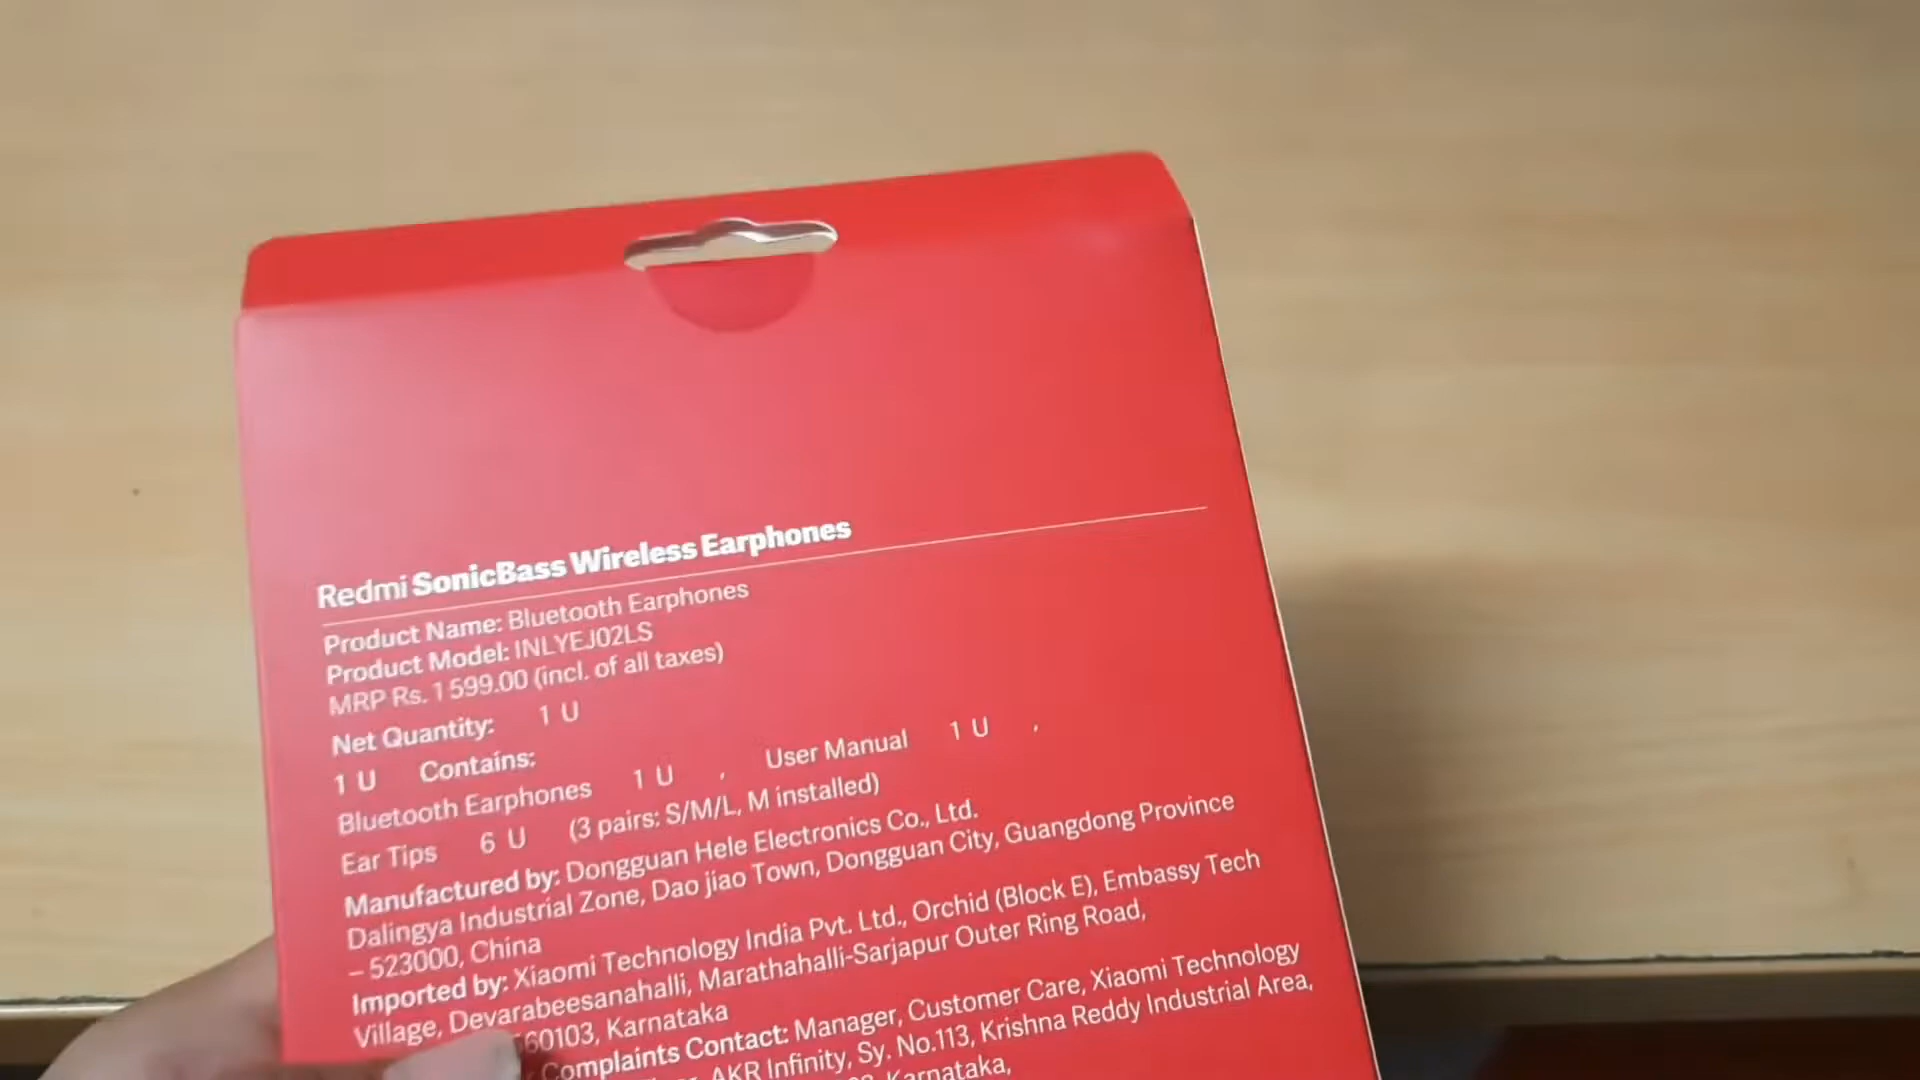 Redmi SonicBass Wireless Earphones
Product Name: Bluetooth Earphones
Product Model: INLYEJ02LS
MRP Rs. 1 599.00 (incl. of all taxes)
Net Quantity: 1 U
1 U Contains:
Bluetooth Earphones 1 U , User Manual 1 U ,
Ear Tips 6 U (3 pairs: S/M/L, M installed)
Manufactured by: Dongguan Hele Electronics Co., Ltd.
Dalingya Industrial Zone, Dao jiao Town, Dongguan City, Guangdong Province
– 523000, China
Imported by: Xiaomi Technology India Pvt. Ltd., Orchid (Block E), Embassy Tech
Village, Devarabeesanahalli, Marathahalli-Sarjapur Outer Ring Road,
560103, Karnataka
Complaints Contact: Manager, Customer Care, Xiaomi Technology
AKR Infinity, Sy. No.113, Krishna Reddy Industrial Area,
Karnataka,